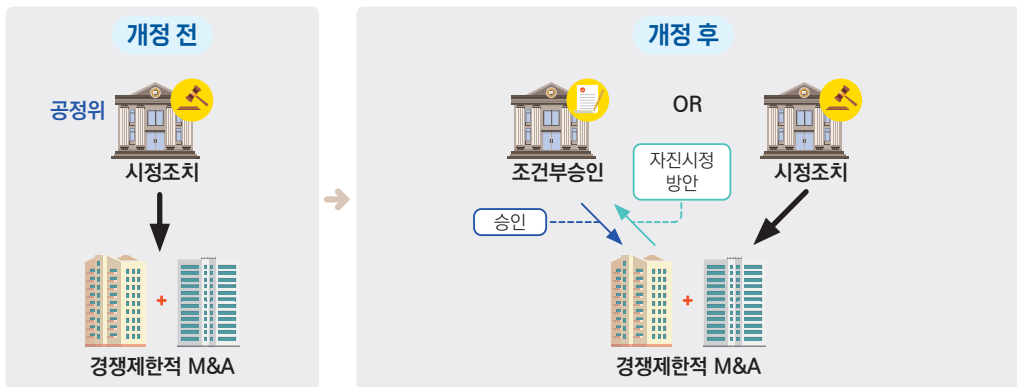 개정 전
공정위
시정조치
+
경쟁제한적 M&A
개정 후
OR
조건부승인
자진시정
방안
시정조치
승인
+
경쟁제한적 M&A